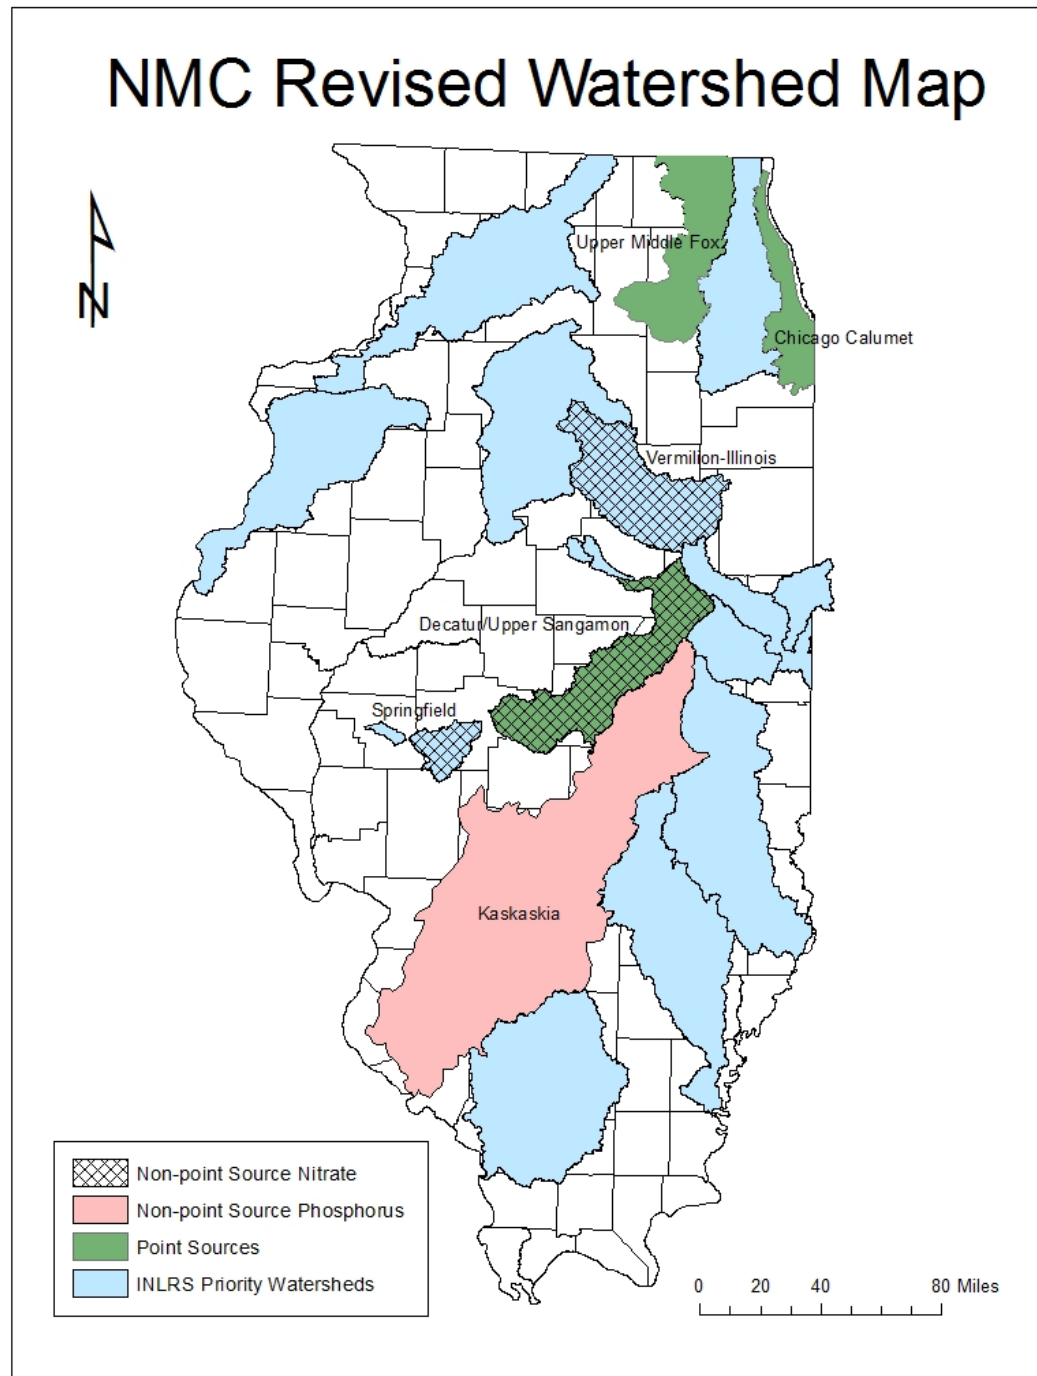 NMC Revised Watershed Map
N
Upper Middle Fox
Chicago Calumet
Vermilion-Illinois
Decatur/Upper Sangamon
Springfield
Kaskaskia
Non-point Source Nitrate
Non-point Source Phosphorus
Point Sources
INLRS Priority Watersheds
0 20 40 80 Miles